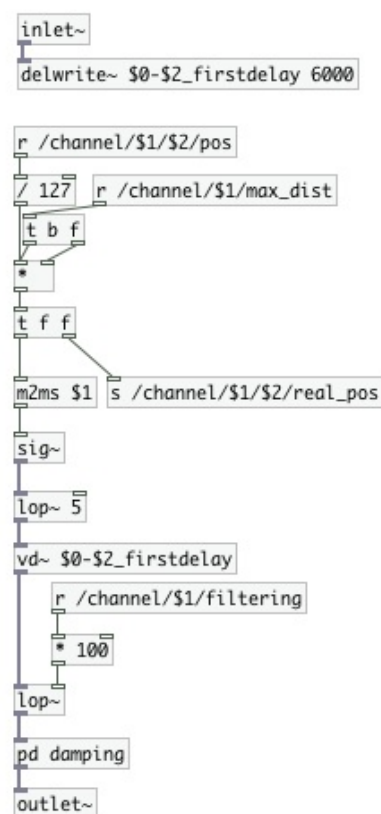 inlet~
delwrite~ $0-$2_firstdelay 6000
r /channel/$1/$2/pos
/ 127
r /channel/$1/max_dist
t b f
*
t f f
m2ms $1
s /channel/$1/$2/real_pos
sig~
lop~ 5
vd~ $0-$2_firstdelay
r /channel/$1/filtering
* 100
lop~
pd damping
outlet~